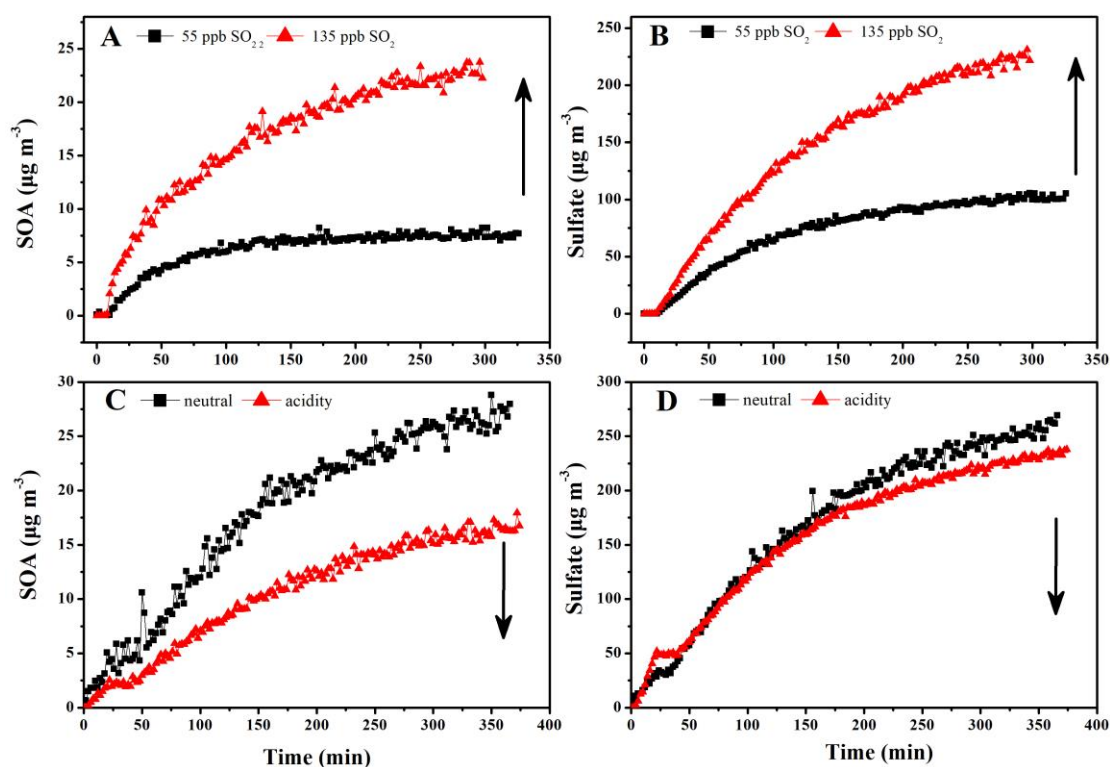 A
55 ppb SO₂ ₂ 135 ppb SO₂
SOA (µg m⁻³)
25
20
15
10
5
0
0 50 100 150 200 250 300 350
B
55 ppb SO₂ 135 ppb SO₂
Sulfate (µg m⁻³)
250
200
150
100
50
0
0 50 100 150 200 250 300 350
C
neutral acidity
SOA (µg m⁻³)
30
25
20
15
10
5
0
0 50 100 150 200 250 300 350 400
Time (min)
D
neutral acidity
Sulfate (µg m⁻³)
300
250
200
150
100
50
0
0 50 100 150 200 250 300 350 400
Time (min)